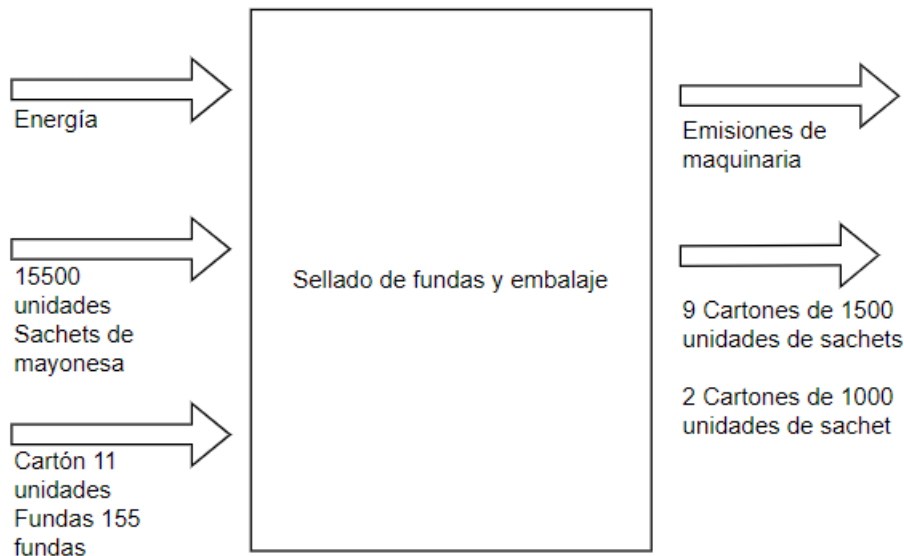 Energía
15500
unidades
Sachets de
mayonesa
Cartón 11
unidades
Fundas 155
fundas
Sellado de fundas y embalaje
Emisiones de
maquinaria
9 Cartones de 1500
unidades de sachets
2 Cartones de 1000
unidades de sachet